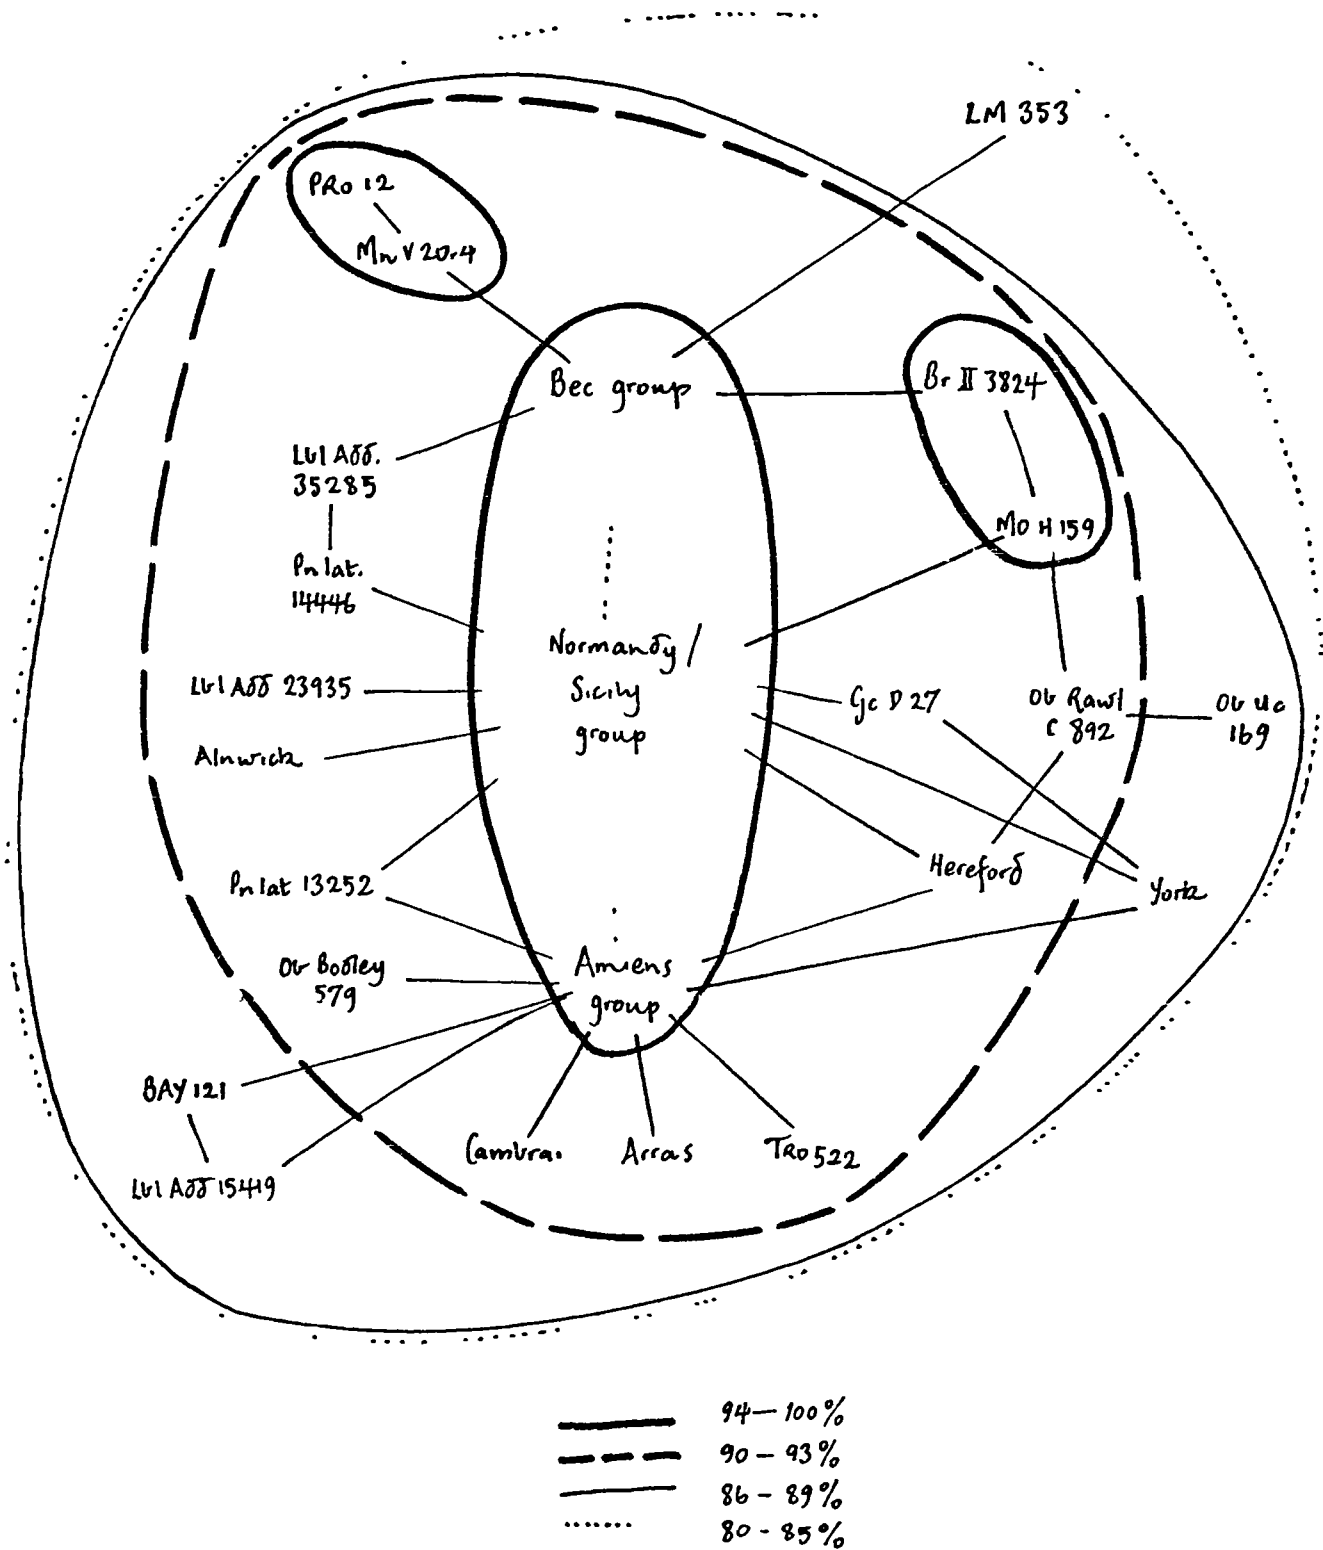 LM 353
PRO 12
Mn V 20.4
Bec group
Br II 3824
Lbl Add.
35285
MO H 159
Pn lat.
14446
Normandy /
Sicily
group
Lbl Add 23935
Gc D 27
Ob Rawl
C 892
Ob Uc
169
Alnwick
Pn lat 13252
Hereford
York
Amiens
group
Ob Bodley
579
BAY 121
Cambrai
Arras
TRO 522
Lbl Add 15419
94 — 100%
90 — 93%
86 — 89%
80 - 85%